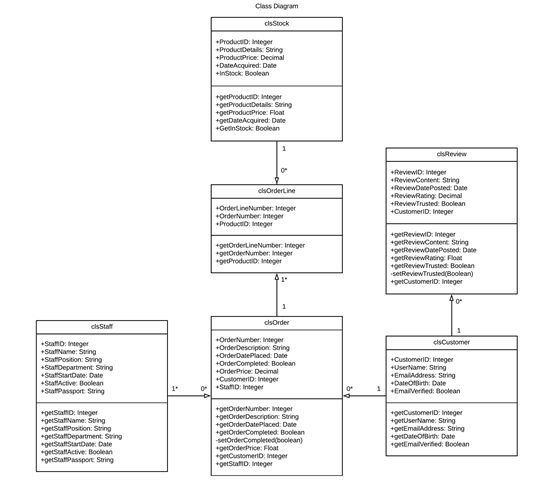 Class Diagram
clsStock
+ProductID: Integer
+ProductDetails: String
+ProductPrice: Decimal
+DateAcquired: Date
+InStock: Boolean
+getProductID: Integer
+getProductDetails: String
+getProductPrice: Float
+getDateAcquired: Date
+GetInStock: Boolean
1
0*
clsOrderLine
+OrderLineNumber: Integer
+OrderNumber: Integer
+ProductID: Integer
+getOrderLineNumber: Integer
+getOrderNumber: Integer
+getProductID: Integer
1*
1
clsReview
+ReviewID: Integer
+ReviewContent: String
+ReviewDatePosted: Date
+ReviewRating: Decimal
+ReviewTrusted: Boolean
+CustomerID: Integer
+getReviewID: Integer
+getReviewContent: String
+getReviewDatePosted: Date
+getReviewRating: Float
+getReviewTrusted: Boolean
-setReviewTrusted(Boolean)
+getCustomerID: Integer
0*
1
clsStaff
+StaffID: Integer
+StaffName: String
+StaffPosition: String
+StaffDepartment: String
+StaffStartDate: Date
+StaffActive: Boolean
+StaffPassport: String
+getStaffID: Integer
+getStaffName: String
+getStaffPosition: String
+getStaffDepartment: String
+getStaffStartDate: Date
+getStaffActive: Boolean
+getStaffPassport: String
1*
0*
clsOrder
+OrderNumber: Integer
+OrderDescription: String
+OrderDatePlaced: Date
+OrderCompleted: Boolean
+OrderPrice: Decimal
+CustomerID: Integer
+StaffID: Integer
+getOrderNumber: Integer
+getOrderDescription: String
+getOrderDatePlaced: Date
+getOrderCompleted: Boolean
-setOrderCompleted(boolean)
+getOrderPrice: Float
+getCustomerID: Integer
+getStaffID: Integer
0*
1
clsCustomer
+CustomerID: Integer
+UserName: String
+EmailAddress: String
+DateOfBirth: Date
+EmailVerified: Boolean
+getCustomerID: Integer
+getUserName: String
+getEmailAddress: String
+getDateOfBirth: Date
+getEmailVerified: Boolean